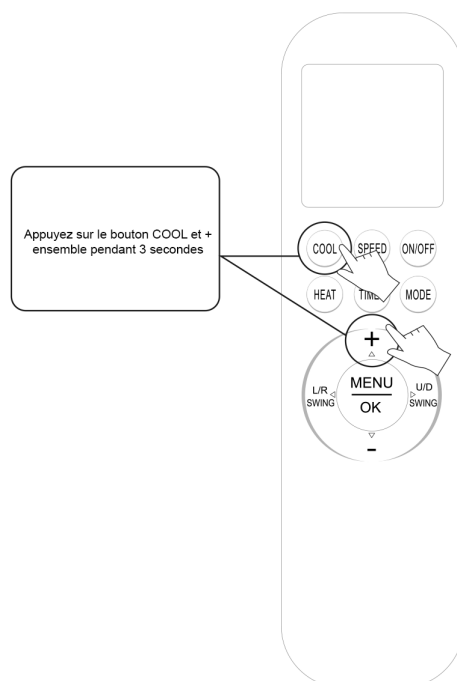 Appuyez sur le bouton COOL et +
ensemble pendant 3 secondes
COOL SPEED ON/OFF
HEAT TIMER MODE
+
L/R
SWING
MENU
OK
U/D
SWING
-